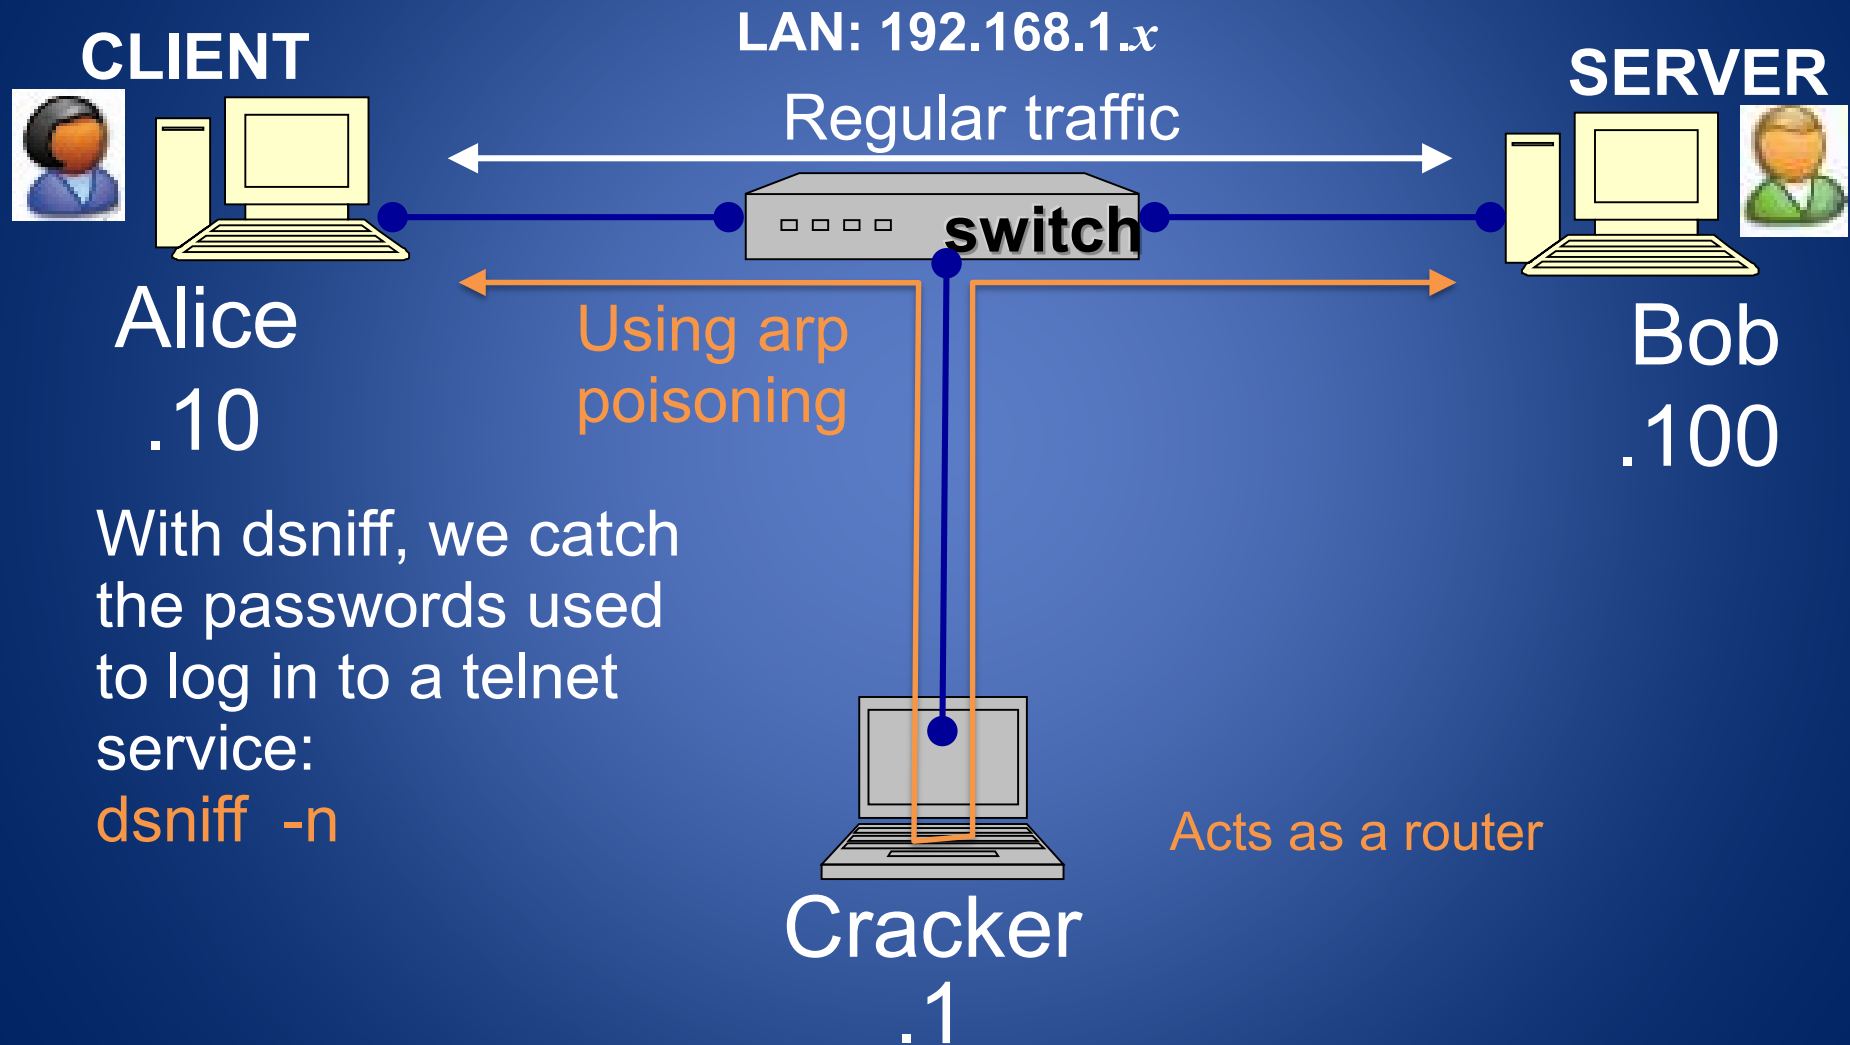 LAN: 192.168.1.x
CLIENT
SERVER
Regular traffic
switch
Alice
.10
Using arp
poisoning
Bob
.100
With dsniff, we catch
the passwords used
to log in to a telnet
service:
dsniff -n
Acts as a router
Cracker
.1